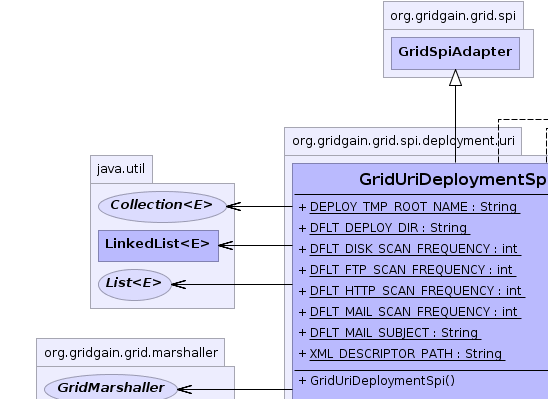 org.gridgain.grid.spi
GridSpiAdapter
org.gridgain.grid.spi.deployment.uri
java.util
GridUriDeploymentSp
Collection<E>
+ DEPLOY_TMP_ROOT_NAME : String
+ DFLT_DEPLOY_DIR : String
LinkedList<E>
+ DFLT_DISK_SCAN_FREQUENCY : int
+ DFLT_FTP_SCAN_FREQUENCY : int
List<E>
+ DFLT_HTTP_SCAN_FREQUENCY : int
+ DFLT_MAIL_SCAN_FREQUENCY : int
+ DFLT_MAIL_SUBJECT : String
org.gridgain.grid.marshaller
+ XML_DESCRIPTOR_PATH : String
GridMarshaller
+ GridUriDeploymentSpi()